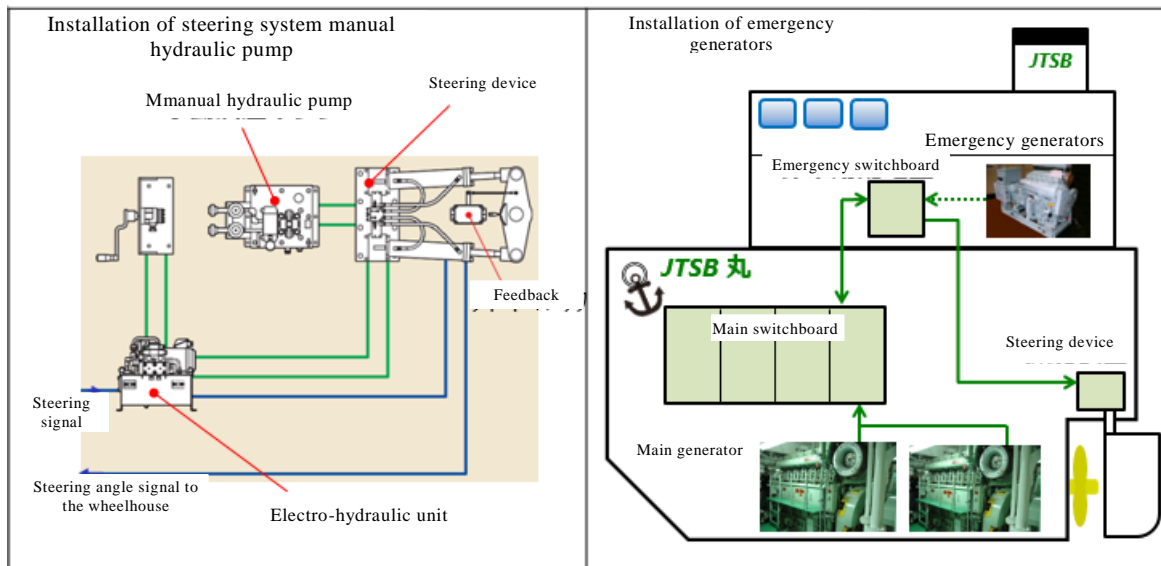 Installation of steering system manual
hydraulic pump
Steering device
Mmanual hydraulic pump
Feedback
Steering
signal
Steering angle signal to
the wheelhouse
Electro-hydraulic unit
Installation of emergency
generators
JTSB
Emergency generators
Emergency switchboard
JTSB 丸
Main switchboard
Steering device
Main generator